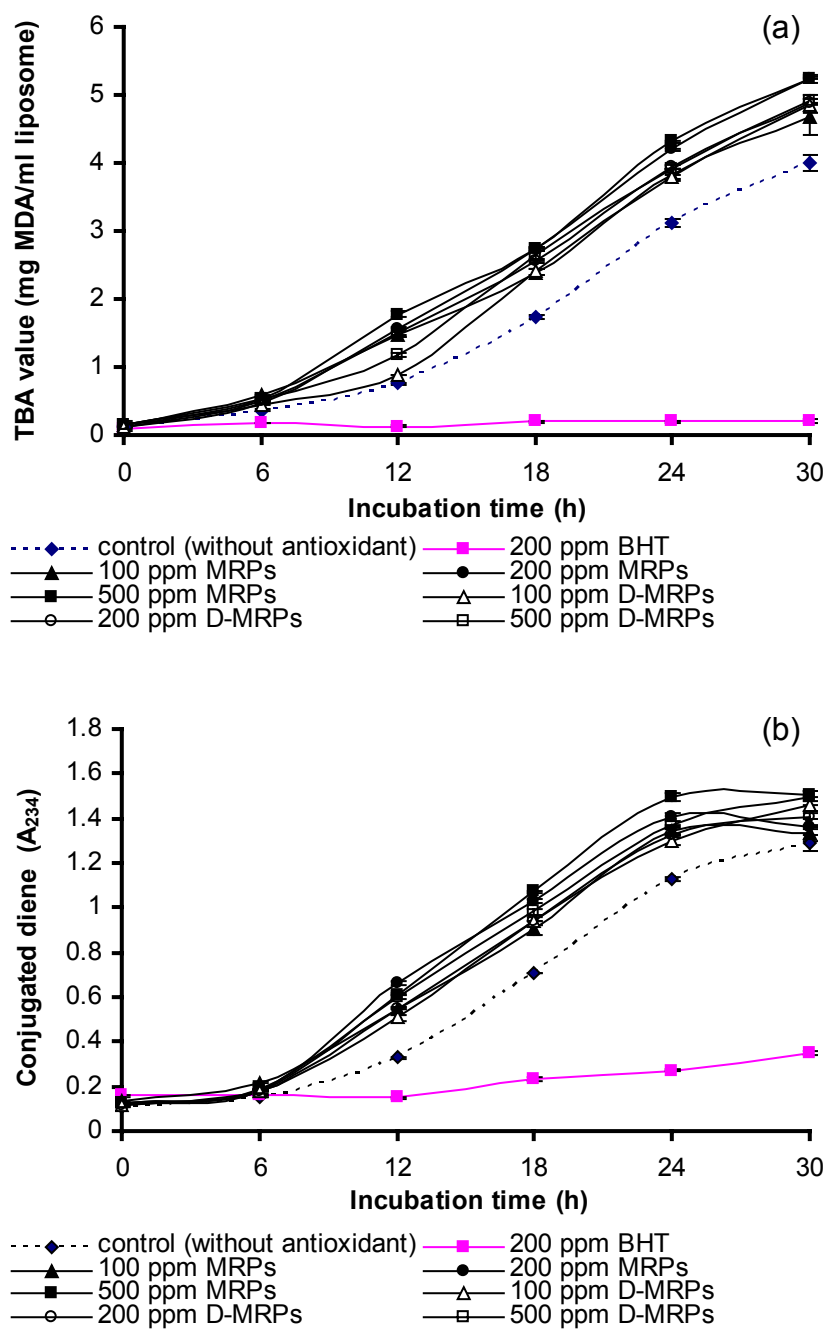 (a)
TBA value (mg MDA/ml liposome)
6
5
4
3
2
1
0
0 6 12 18 24 30
Incubation time (h)
control (without antioxidant) 200 ppm BHT
100 ppm MRPs 200 ppm MRPs
500 ppm MRPs 100 ppm D-MRPs
200 ppm D-MRPs 500 ppm D-MRPs
(b)
Conjugated diene (A234)
1.8
1.6
1.4
1.2
1
0.8
0.6
0.4
0.2
0
0 6 12 18 24 30
Incubation time (h)
control (without antioxidant) 200 ppm BHT
100 ppm MRPs 200 ppm MRPs
500 ppm MRPs 100 ppm D-MRPs
200 ppm D-MRPs 500 ppm D-MRPs